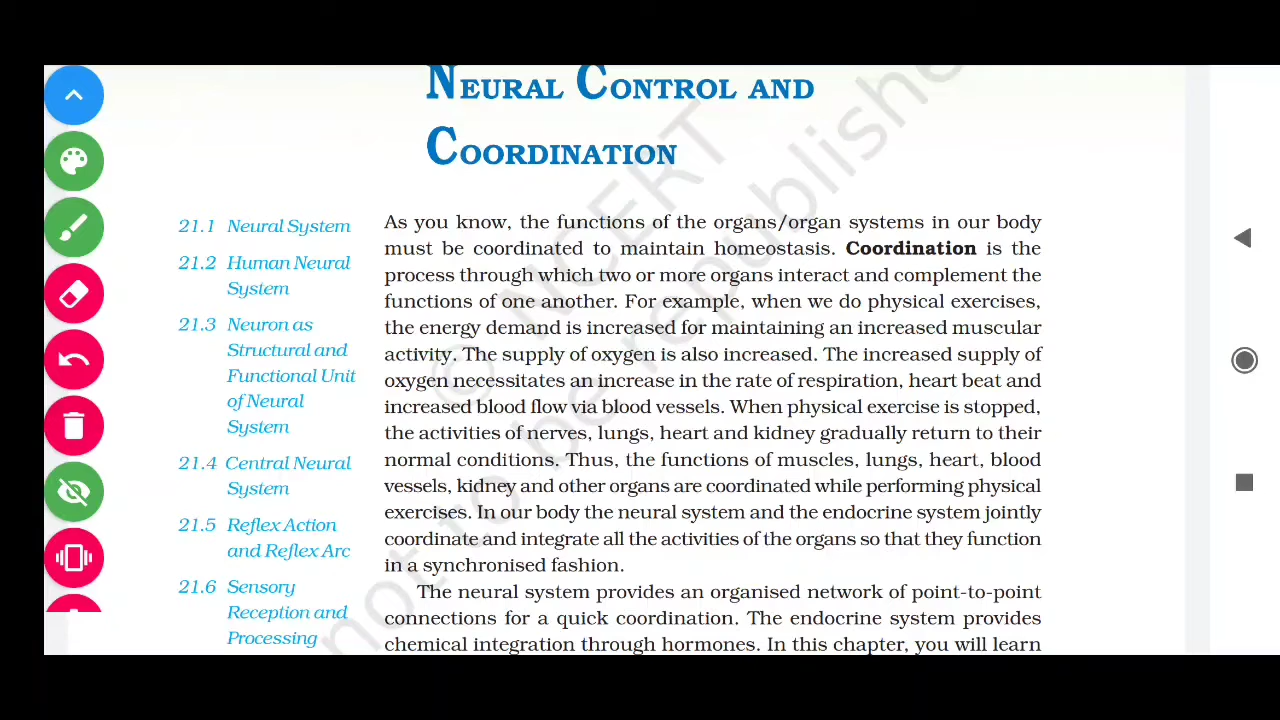 NEURAL CONTROL AND
COORDINATION
21.1 Neural System
21.2 Human Neural
System
21.3 Neuron as
Structural and
Functional Unit
of Neural
System
21.4 Central Neural
System
21.5 Reflex Action
and Reflex Arc
21.6 Sensory
Reception and
Processing
As you know, the functions of the organs/organ systems in our body
must be coordinated to maintain homeostasis. Coordination is the
process through which two or more organs interact and complement the
functions of one another. For example, when we do physical exercises,
the energy demand is increased for maintaining an increased muscular
activity. The supply of oxygen is also increased. The increased supply of
oxygen necessitates an increase in the rate of respiration, heart beat and
increased blood flow via blood vessels. When physical exercise is stopped,
the activities of nerves, lungs, heart and kidney gradually return to their
normal conditions. Thus, the functions of muscles, lungs, heart, blood
vessels, kidney and other organs are coordinated while performing physical
exercises. In our body the neural system and the endocrine system jointly
coordinate and integrate all the activities of the organs so that they function
in a synchronised fashion.
The neural system provides an organised network of point-to-point
connections for a quick coordination. The endocrine system provides
chemical integration through hormones. In this chapter, you will learn
© NCERT
not to be republishe